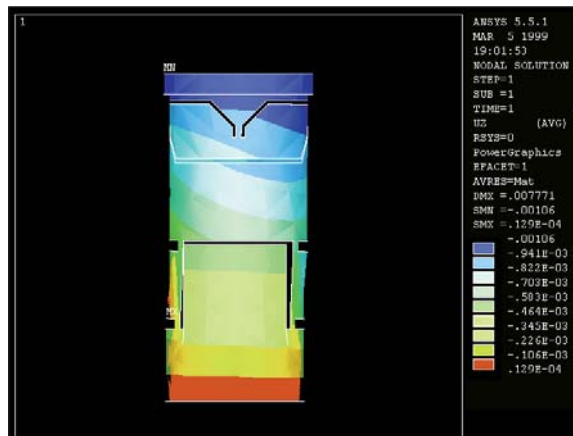 1
MN
MX
ANSYS 5.5.1
MAR 5 1999
19:01:53
NODAL SOLUTION
STEP=1
SUB =1
TIME=1
UZ (AVG)
RSYS=0
PowerGraphics
EFACET=1
AVRES=Mat
DMX =.007771
SMN =-.00106
SMX =.129E-04
-.00106
-.941E-03
-.822E-03
-.703E-03
-.583E-03
-.464E-03
-.345E-03
-.226E-03
-.106E-03
.129E-04